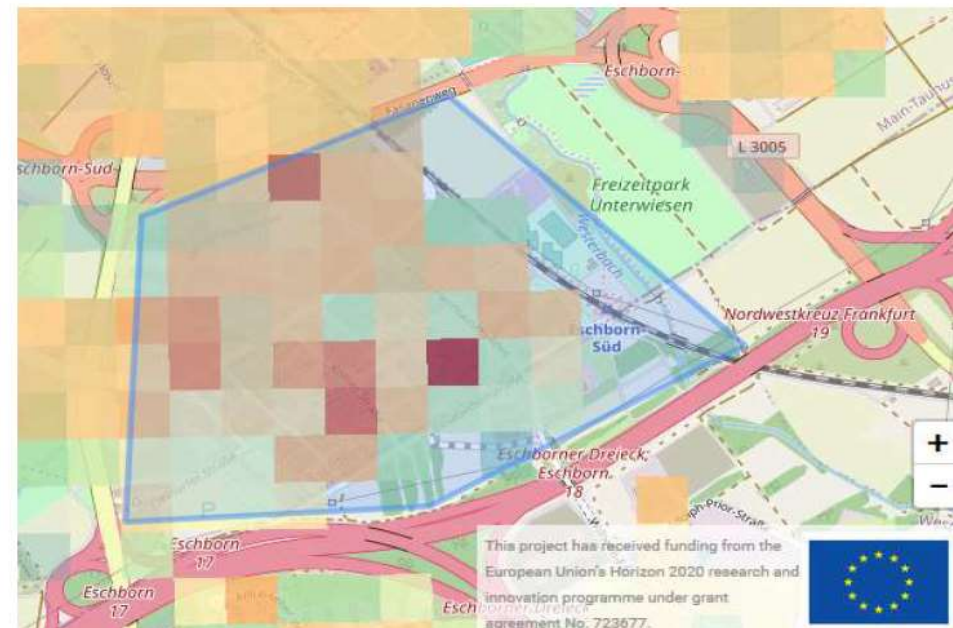 Eschborn-
Main-Taunus
L 3005
schborn-Süd
Freizeitpark
Unterwiesen
Westerbach
Nordwestkreuz Frankfurt
19
Eschborn-
Süd
+
−
Eschborner Dreieck;
Eschborn
18
P
Eschborn
17
Eschborn
17
Eschborner Dreieck
This project has received funding from the
European Union's Horizon 2020 research and
innovation programme under grant
agreement No. 723677.